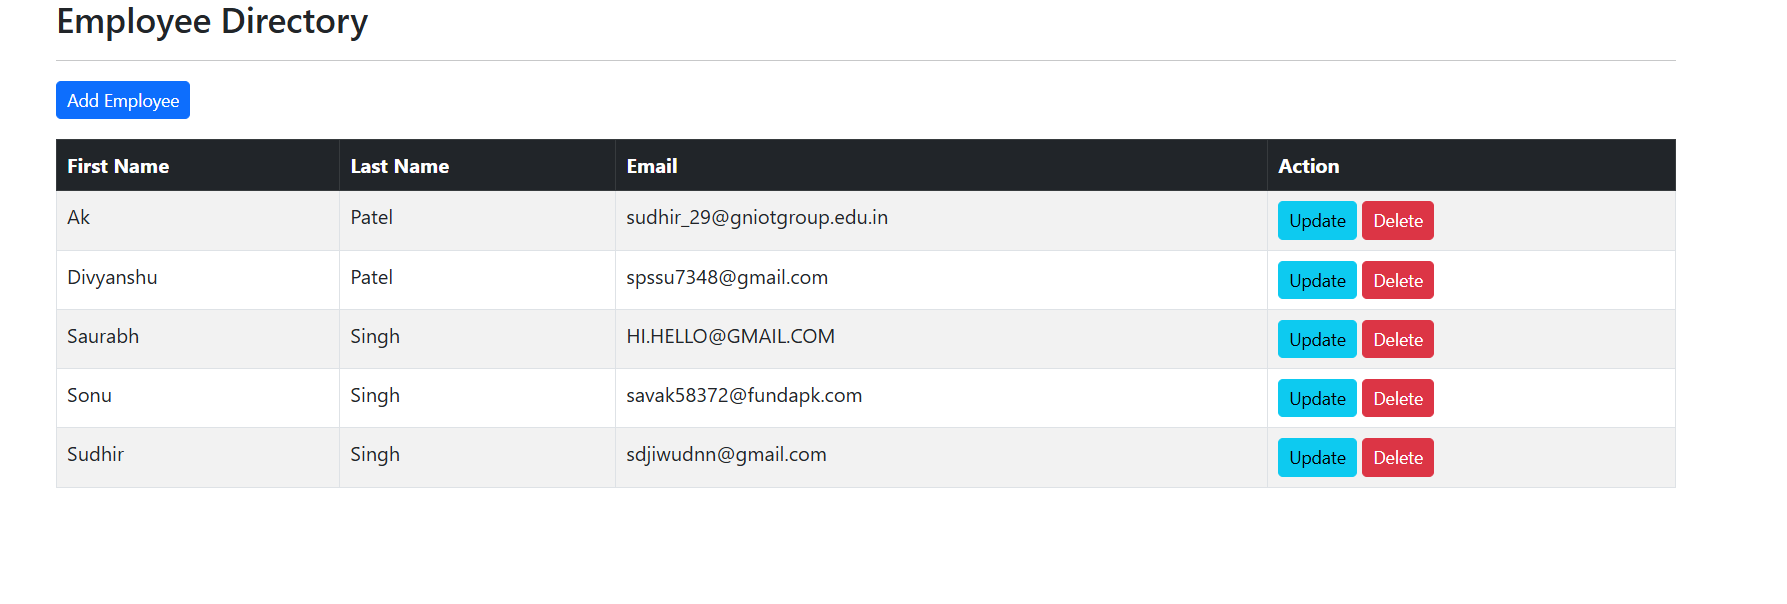 Employee Directory
Add Employee
First Name Last Name Email Action
Ak Patel sudhir_29@gniotgroup.edu.in Update Delete
Divyanshu Patel spssu7348@gmail.com Update Delete
Saurabh Singh HI.HELLO@GMAIL.COM Update Delete
Sonu Singh savak58372@fundapk.com Update Delete
Sudhir Singh sdjiwudnn@gmail.com Update Delete